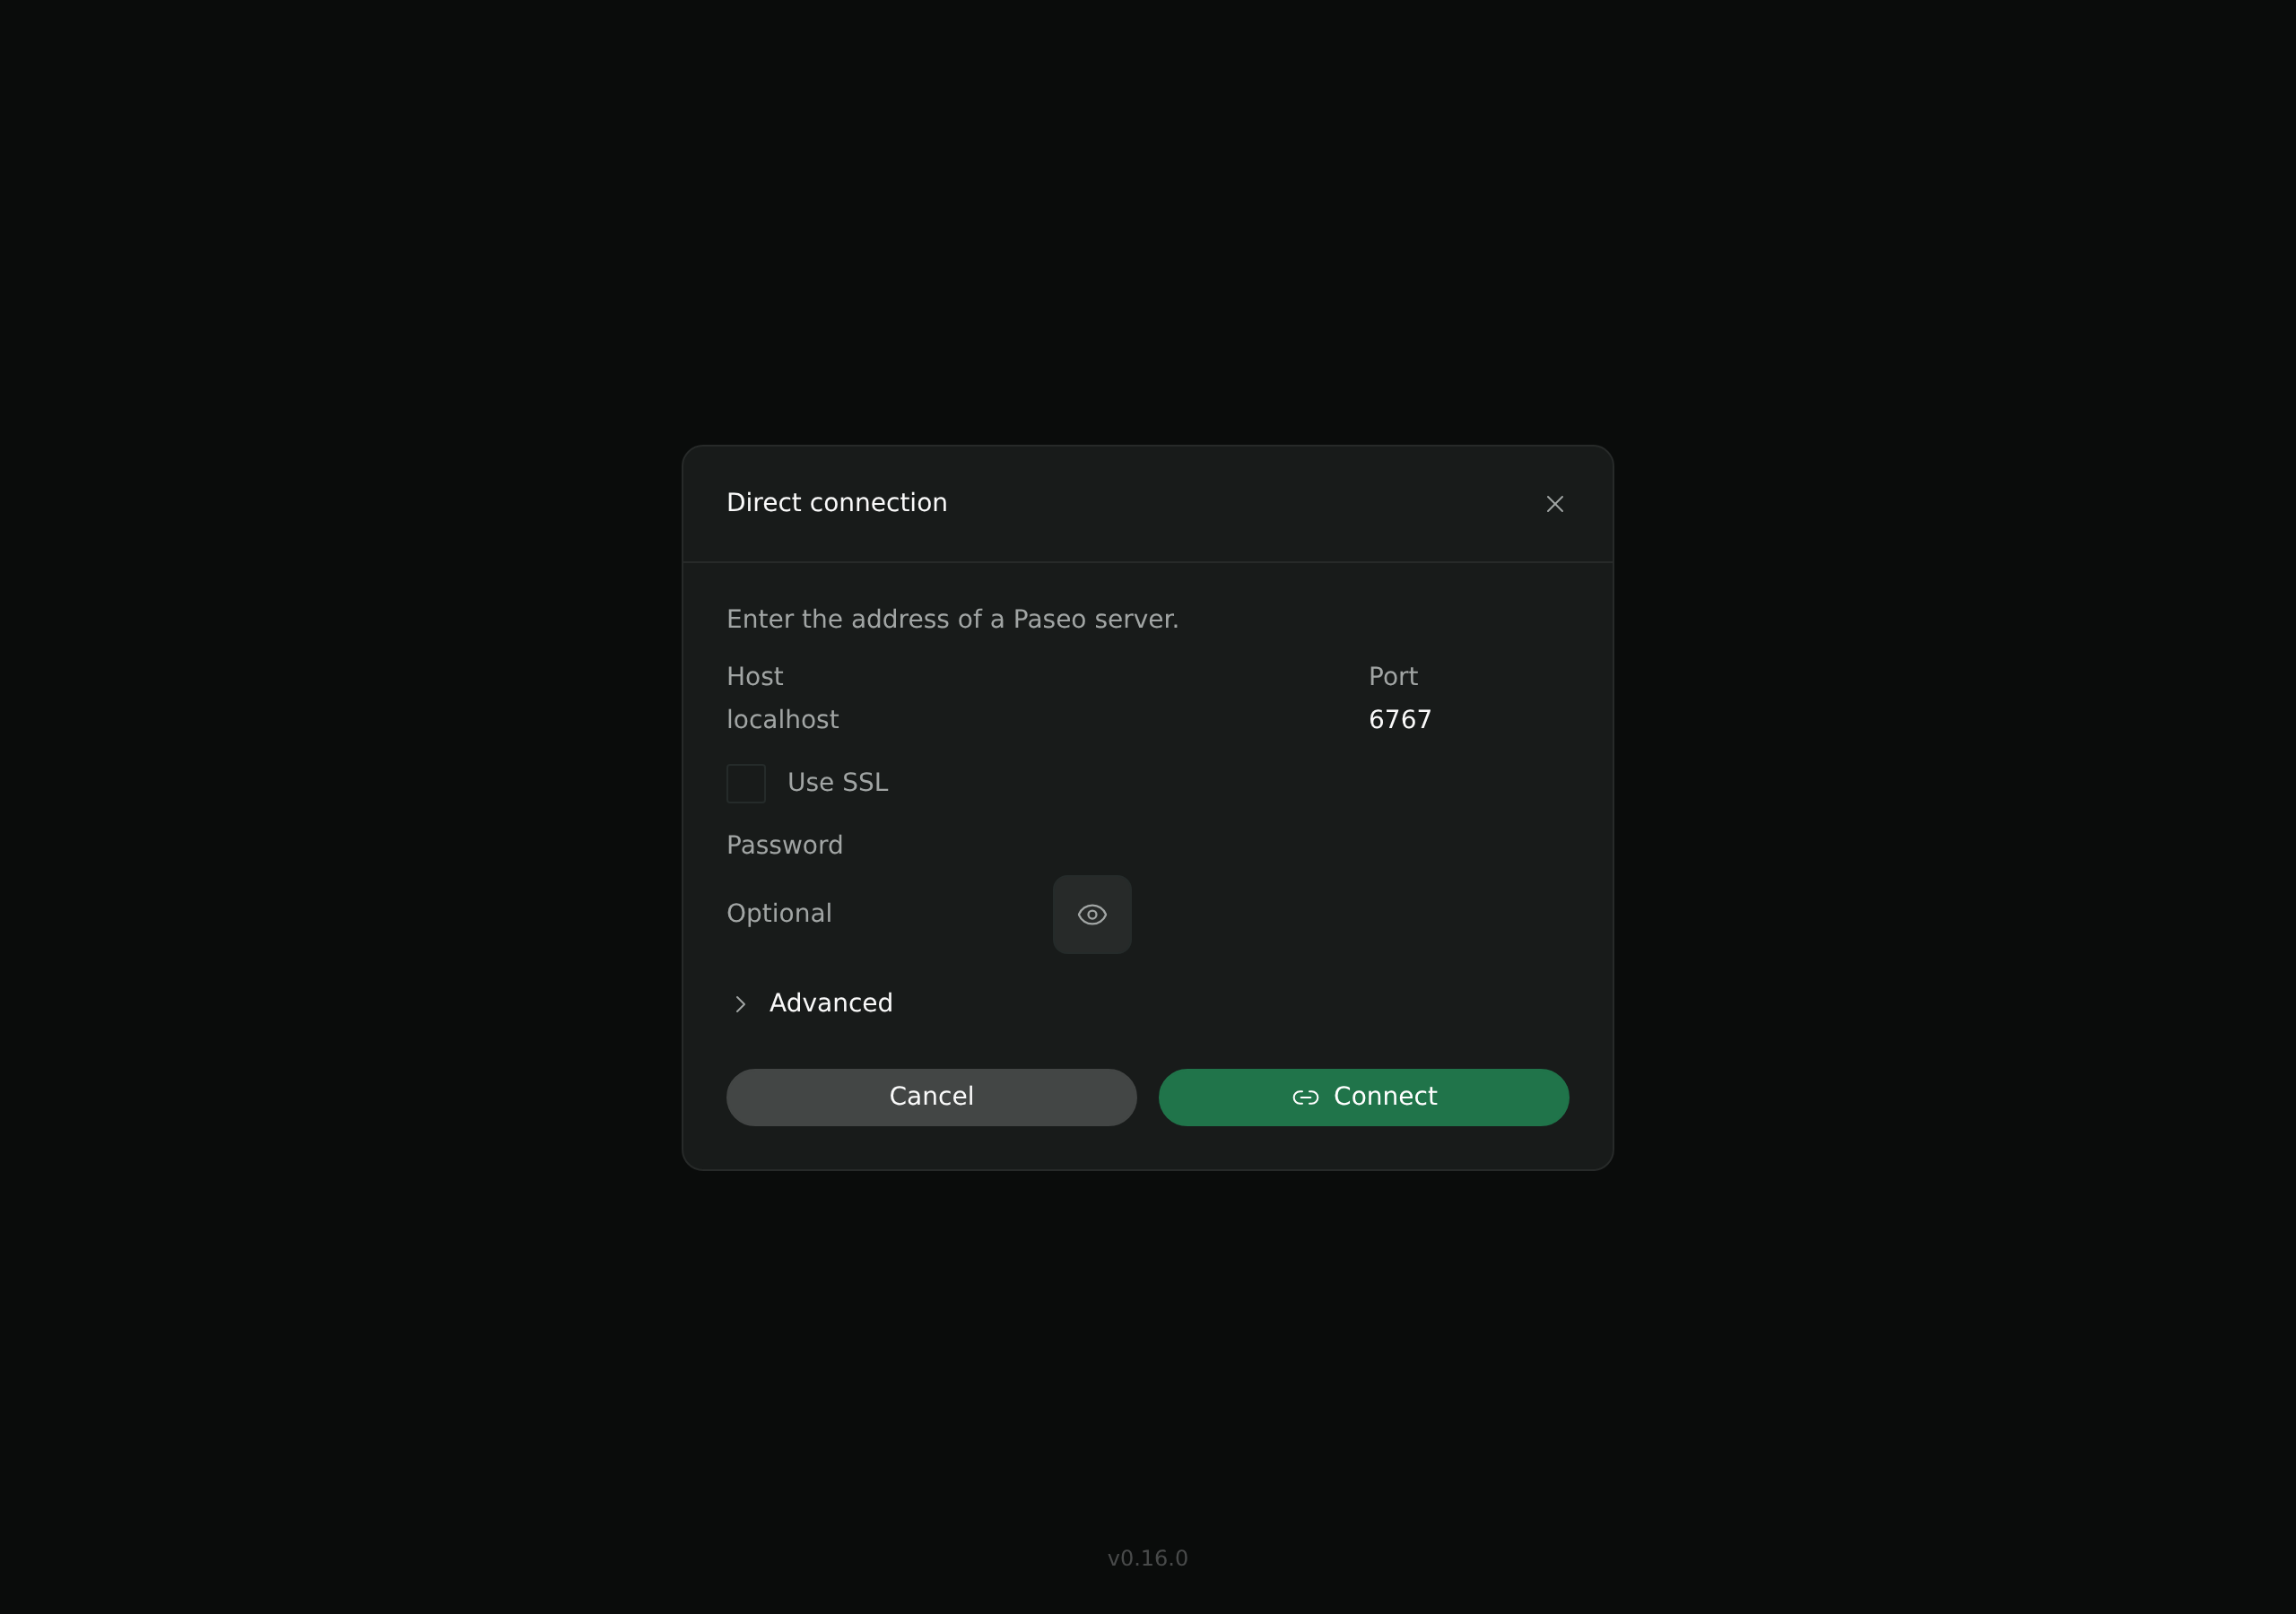 Direct connection
Enter the address of a Paseo server.
Host Port
localhost 6767
Use SSL
Password
Optional
Advanced
Cancel Connect
v0.16.0